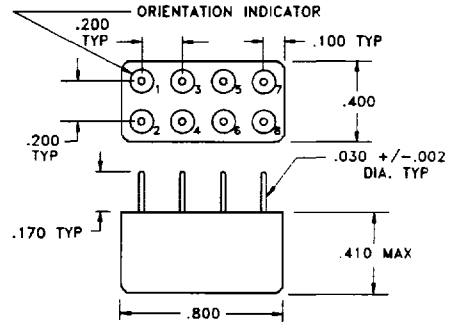 ORIENTATION INDICATOR
.200
TYP
.100 TYP
1 3 5 7
.400
2 4 6 8
.200
TYP
.030 +/-.002
DIA. TYP
.170 TYP
.410 MAX
.800